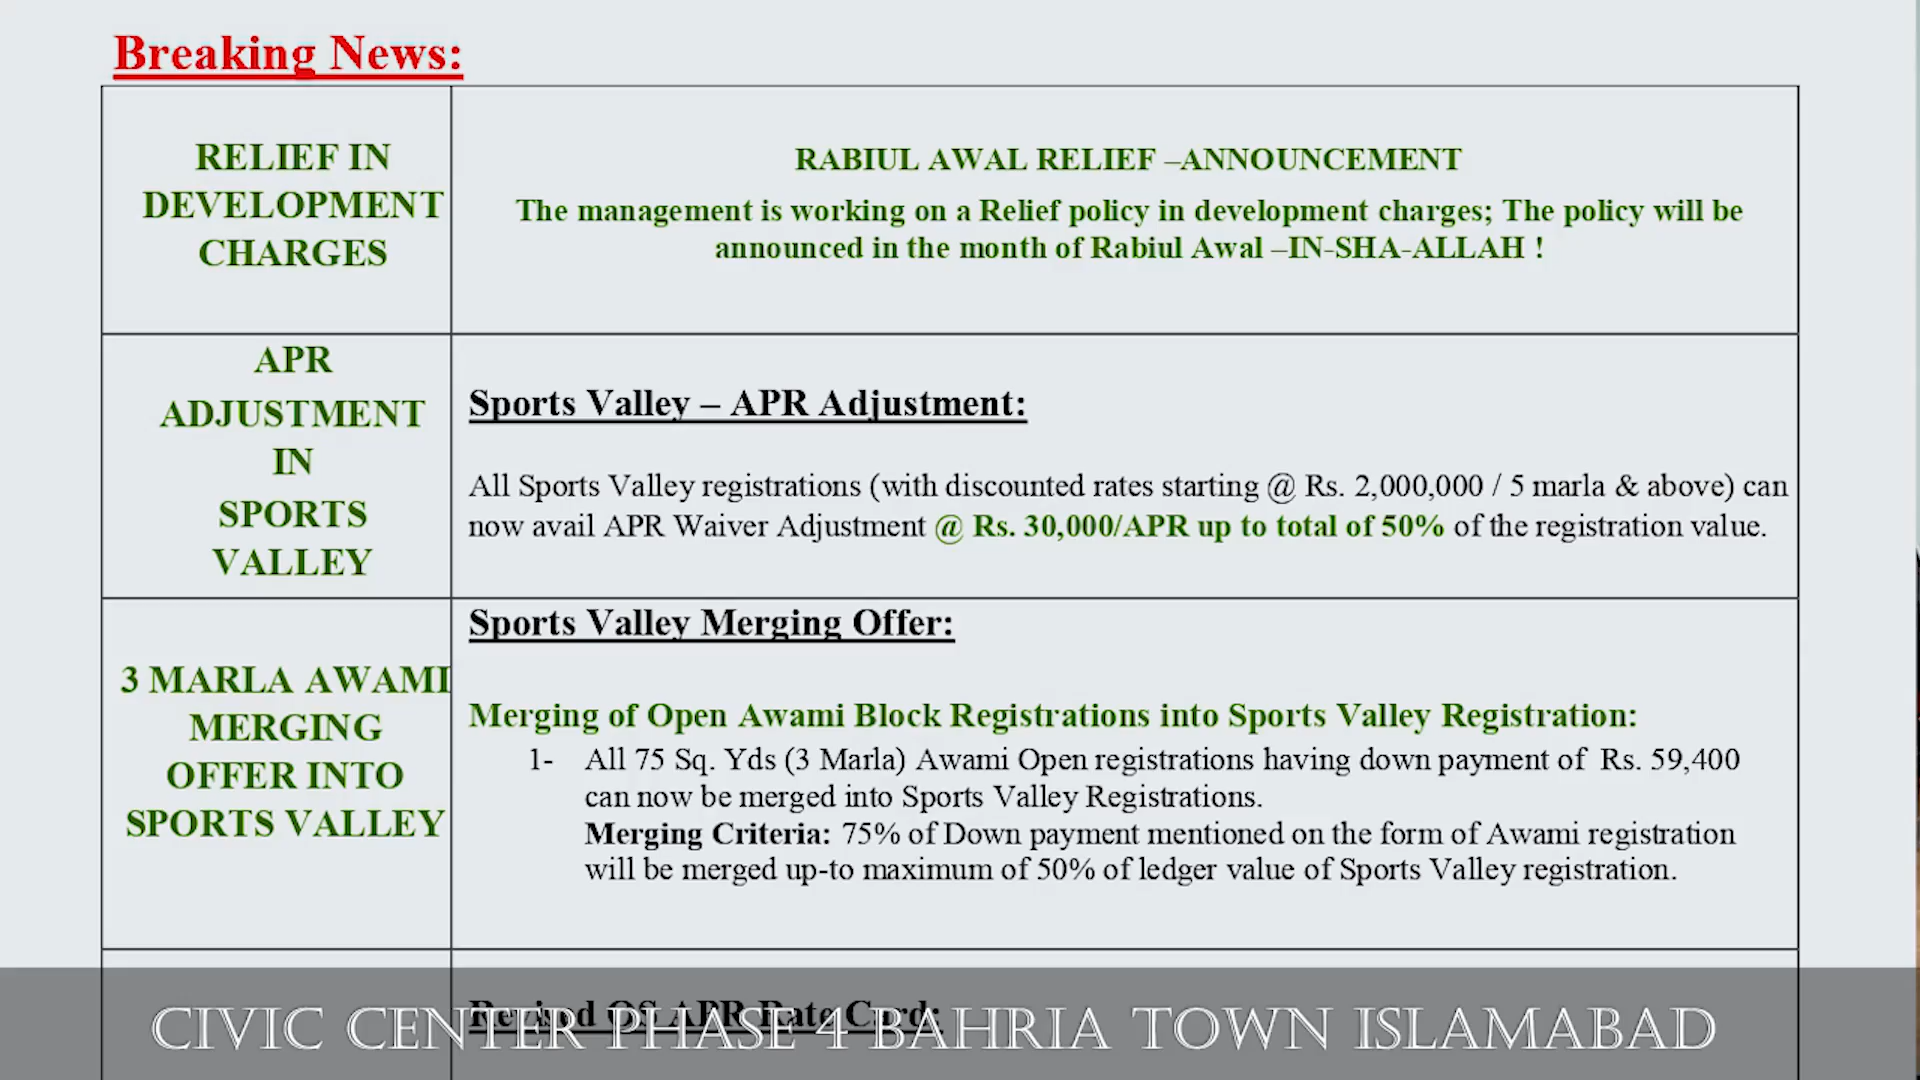 Breaking News:
RELIEF IN
DEVELOPMENT
CHARGES
RABIUL AWAL RELIEF –ANNOUNCEMENT
The management is working on a Relief policy in development charges; The policy will be
announced in the month of Rabiul Awal –IN-SHA-ALLAH !
APR
ADJUSTMENT
IN
SPORTS
VALLEY
Sports Valley – APR Adjustment:
All Sports Valley registrations (with discounted rates starting @ Rs. 2,000,000 / 5 marla & above) can
now avail APR Waiver Adjustment @ Rs. 30,000/APR up to total of 50% of the registration value.
3 MARLA AWAMI
MERGING
OFFER INTO
SPORTS VALLEY
Sports Valley Merging Offer:
Merging of Open Awami Block Registrations into Sports Valley Registration:
1- All 75 Sq. Yds (3 Marla) Awami Open registrations having down payment of Rs. 59,400
can now be merged into Sports Valley Registrations.
Merging Criteria: 75% of Down payment mentioned on the form of Awami registration
will be merged up-to maximum of 50% of ledger value of Sports Valley registration.
Revised OS APR Rate Card:
CIVIC CENTER PHASE 4 BAHRIA TOWN ISLAMABAD